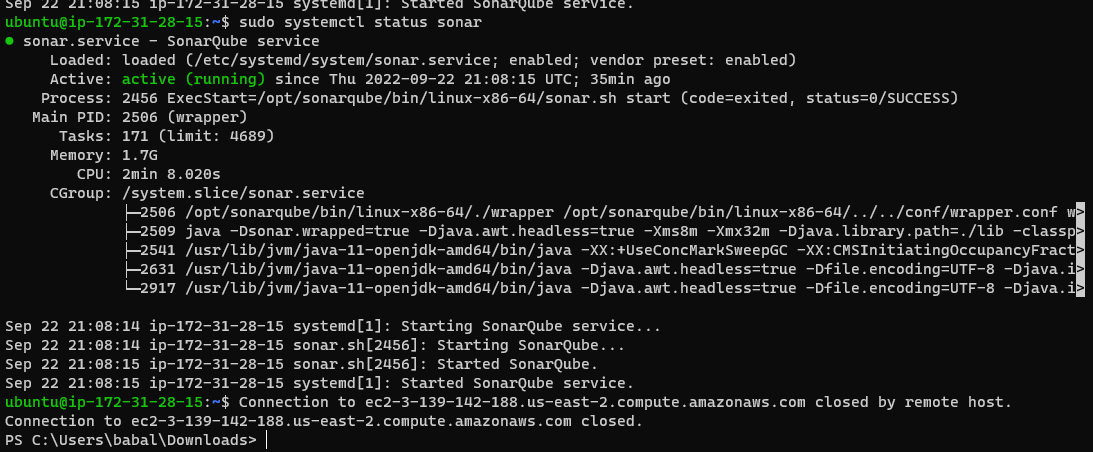 Sep 22 21:08:15 ip-172-31-28-15 systemd[1]: Started SonarQube service.
ubuntu@ip-172-31-28-15:~$ sudo systemctl status sonar
● sonar.service - SonarQube service
     Loaded: loaded (/etc/systemd/system/sonar.service; enabled; vendor preset: enabled)
     Active: active (running) since Thu 2022-09-22 21:08:15 UTC; 35min ago
    Process: 2456 ExecStart=/opt/sonarqube/bin/linux-x86-64/sonar.sh start (code=exited, status=0/SUCCESS)
   Main PID: 2506 (wrapper)
      Tasks: 171 (limit: 4689)
     Memory: 1.7G
        CPU: 2min 8.020s
     CGroup: /system.slice/sonar.service
             ├─2506 /opt/sonarqube/bin/linux-x86-64/./wrapper /opt/sonarqube/bin/linux-x86-64/../../conf/wrapper.conf w>
             ├─2509 java -Dsonar.wrapped=true -Djava.awt.headless=true -Xms8m -Xmx32m -Djava.library.path=./lib -classp>
             ├─2541 /usr/lib/jvm/java-11-openjdk-amd64/bin/java -XX:+UseConcMarkSweepGC -XX:CMSInitiatingOccupancyFract>
             ├─2631 /usr/lib/jvm/java-11-openjdk-amd64/bin/java -Djava.awt.headless=true -Dfile.encoding=UTF-8 -Djava.i>
             └─2917 /usr/lib/jvm/java-11-openjdk-amd64/bin/java -Djava.awt.headless=true -Dfile.encoding=UTF-8 -Djava.i>
Sep 22 21:08:14 ip-172-31-28-15 systemd[1]: Starting SonarQube service...
Sep 22 21:08:14 ip-172-31-28-15 sonar.sh[2456]: Starting SonarQube...
Sep 22 21:08:15 ip-172-31-28-15 sonar.sh[2456]: Started SonarQube.
Sep 22 21:08:15 ip-172-31-28-15 systemd[1]: Started SonarQube service.
ubuntu@ip-172-31-28-15:~$ Connection to ec2-3-139-142-188.us-east-2.compute.amazonaws.com closed by remote host.
Connection to ec2-3-139-142-188.us-east-2.compute.amazonaws.com closed.
PS C:\Users\babal\Downloads>